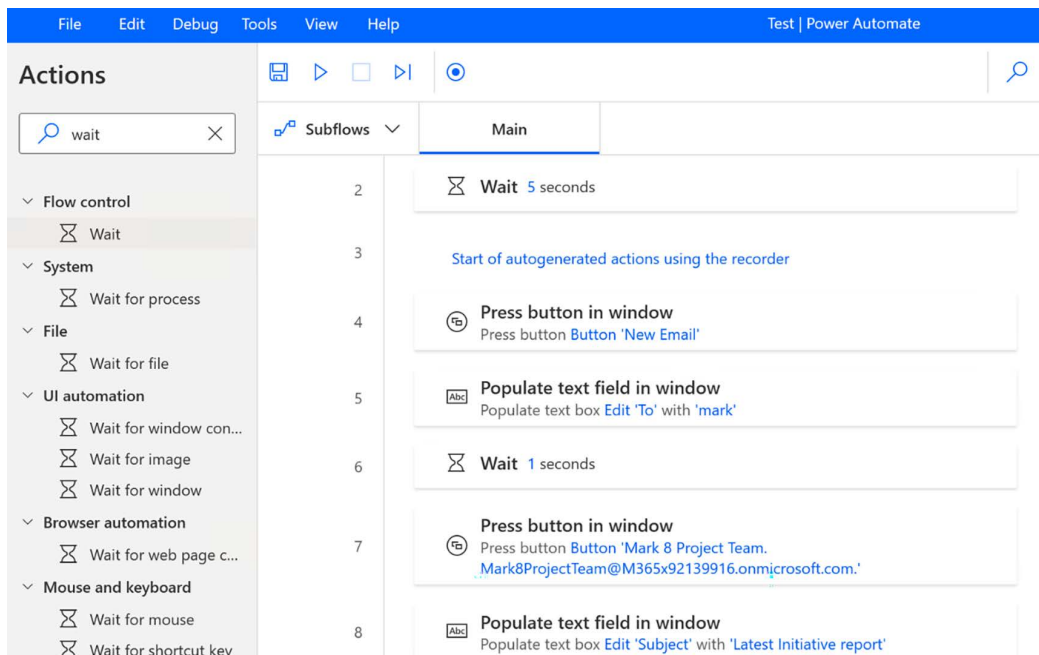 File Edit Debug Tools View Help Test | Power Automate
Actions
wait
Flow control
Wait
System
Wait for process
File
Wait for file
UI automation
Wait for window con...
Wait for image
Wait for window
Browser automation
Wait for web page c...
Mouse and keyboard
Wait for mouse
Wait for shortcut key
Subflows Main
2 Wait 5 seconds
3 Start of autogenerated actions using the recorder
4 Press button in window
Press button Button 'New Email'
5 Abc Populate text field in window
Populate text box Edit 'To' with 'mark'
6 Wait 1 seconds
7 Press button in window
Press button Button 'Mark 8 Project Team.
Mark8ProjectTeam@M365x92139916.onmicrosoft.com.'
8 Abc Populate text field in window
Populate text box Edit 'Subject' with 'Latest Initiative report'